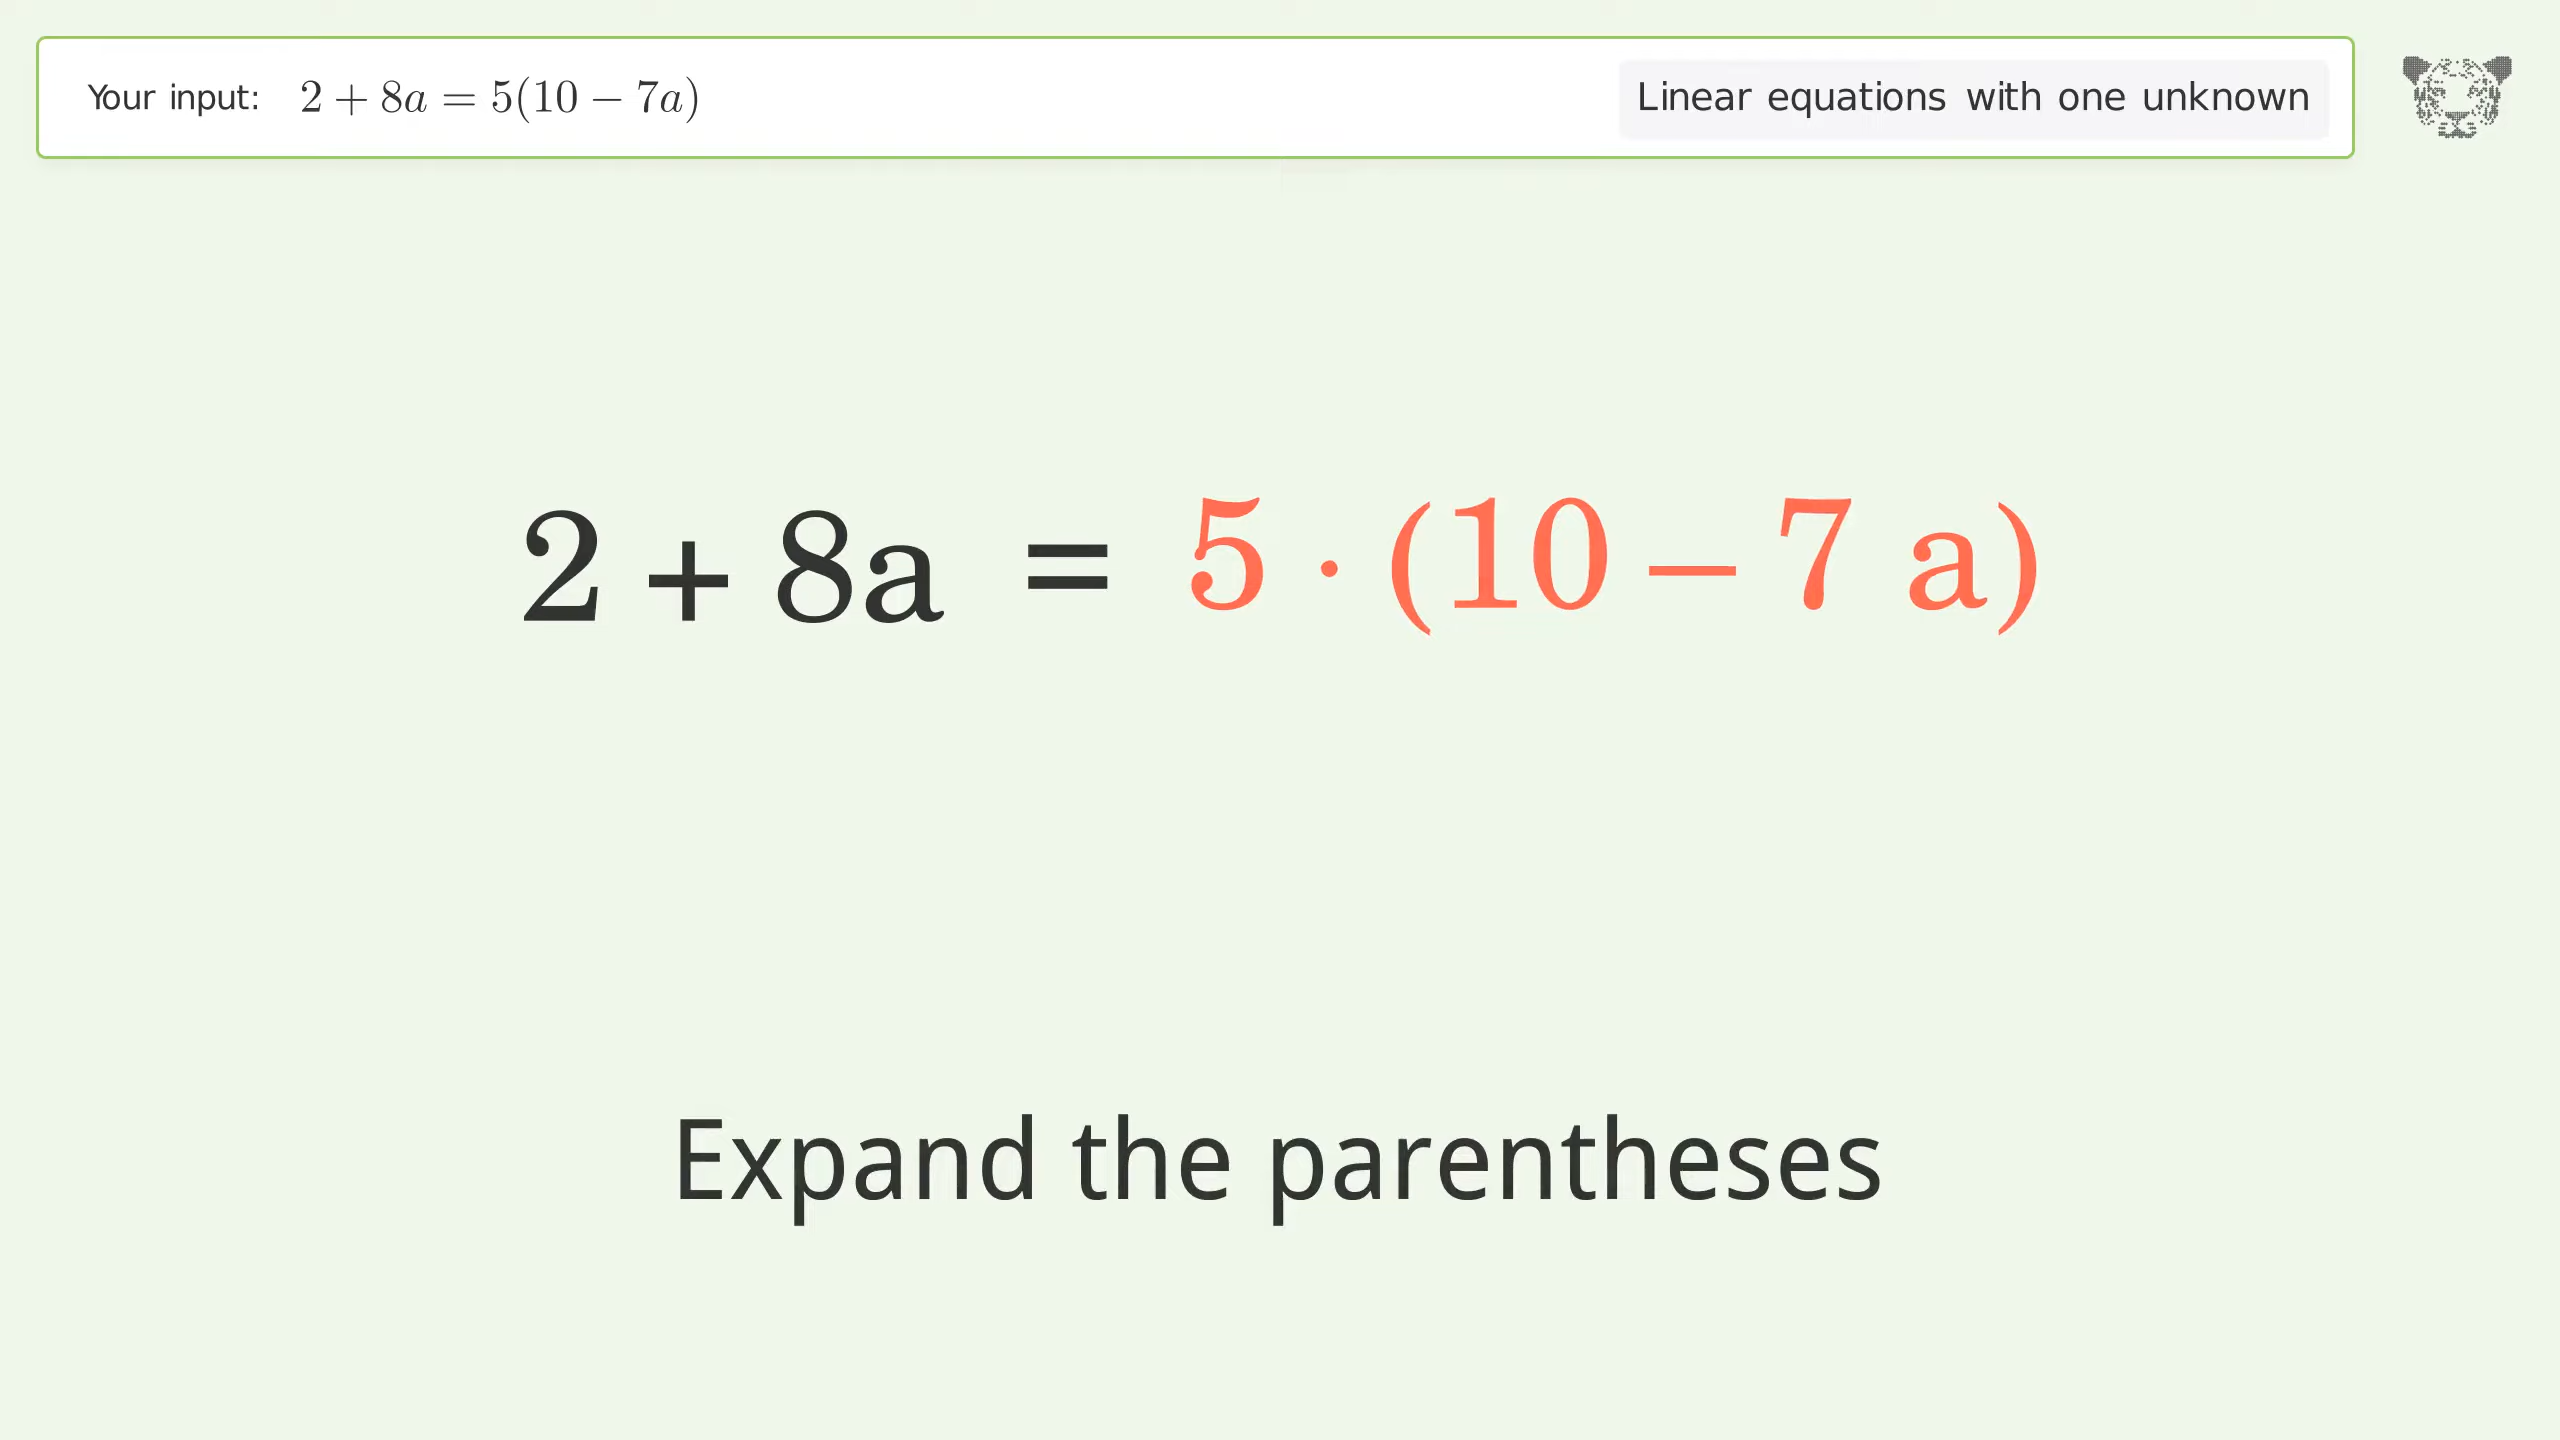 Your input: 2 + 8a = 5(10 − 7a)
Linear equations with one unknown
2 + 8a = 5 · (10 − 7 a)
Expand the parentheses